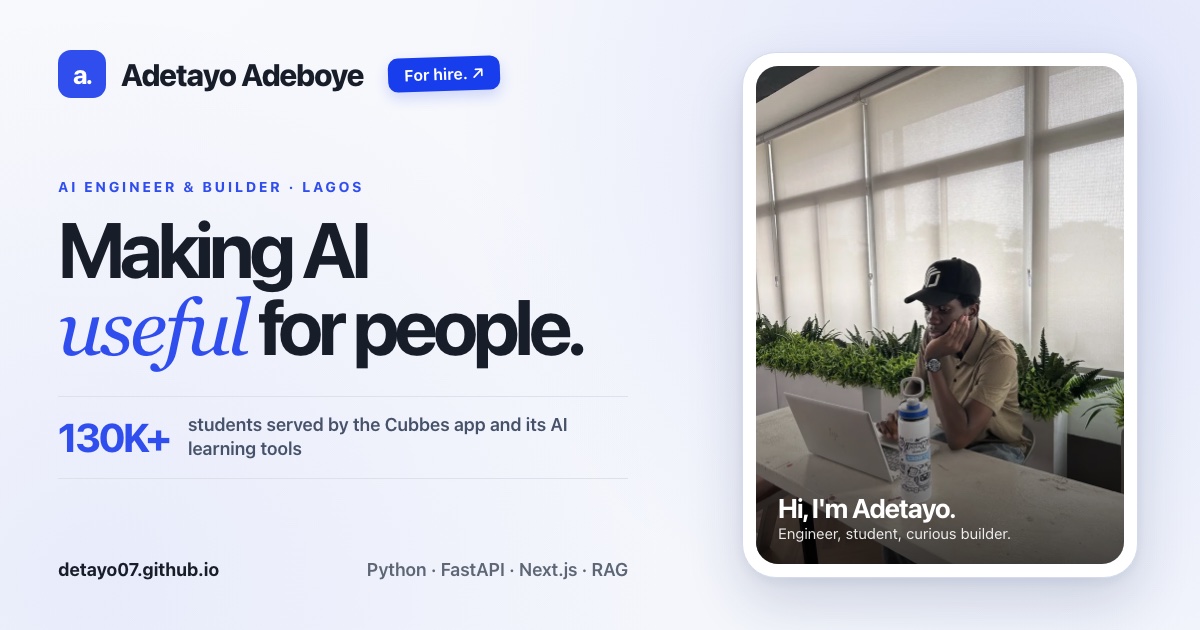 a.
Adetayo Adeboye
For hire. ↗
AI ENGINEER & BUILDER · LAGOS
Making AI
useful for people.
130K+
students served by the Cubbes app and its AI
learning tools
detayo07.github.io
Python · FastAPI · Next.js · RAG
Hi, I'm Adetayo.
Engineer, student, curious builder.